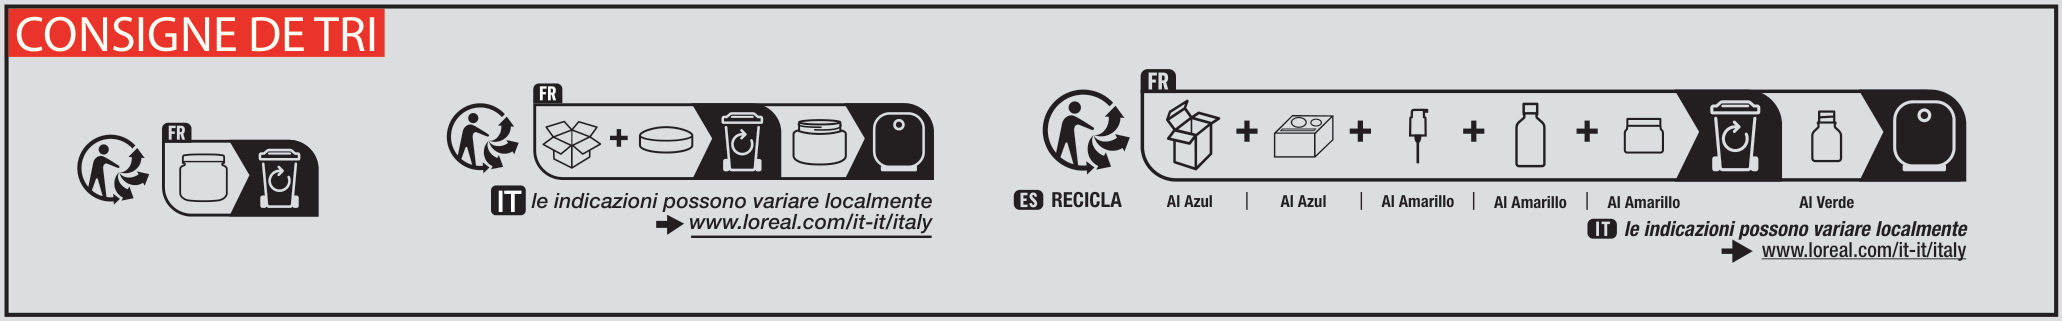 CONSIGNE DE TRI
FR
FR
IT le indicazioni possono variare localmente
www.loreal.com/it-it/italy
FR
ES RECICLA
Al Azul | Al Azul | Al Amarillo | Al Amarillo | Al Amarillo Al Verde
IT le indicazioni possono variare localmente
www.loreal.com/it-it/italy